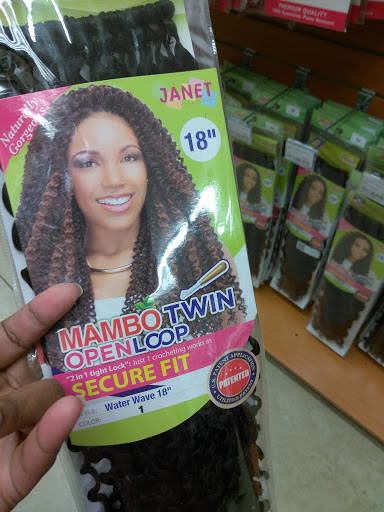 PREMIUM QUALITY
JANET
Naturally
Gorgeous
18"
MAMBO TWIN
OPEN LOOP
"2 in 1 tight Lock": Just 1 crocheting works as
SECURE FIT
STYLE: Water Wave 18"
COLOR: 1
PATENTED